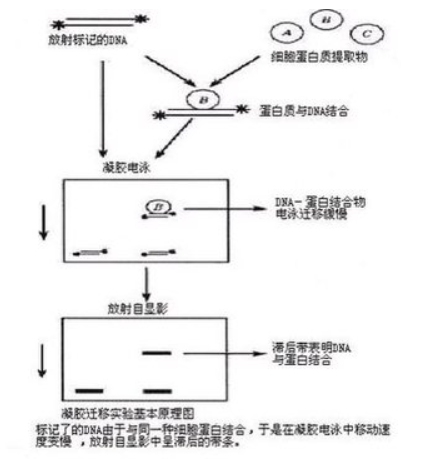 放射标记的DNA
A
B
C
细胞蛋白质提取物
B
蛋白质与DNA结合
凝胶电泳
B
DNA-蛋白结合物
电泳迁移缓慢
放射自显影
滞后带表明DNA
与蛋白结合
凝胶迁移实验基本原理图
标记了的DNA由于与同一种细胞蛋白结合，于是在凝胶电泳中移动速
度变慢，放射自显影中呈滞后的带条。